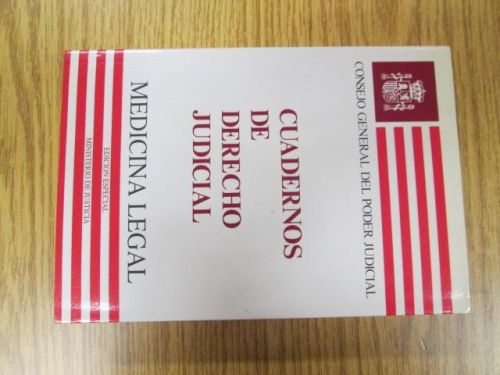 CONSEJO GENERAL DEL PODER JUDICIAL
CUADERNOS
DE
DERECHO
JUDICIAL
MEDICINA LEGAL
EDICION ESPECIAL
MINISTERIO DE JUSTICIA